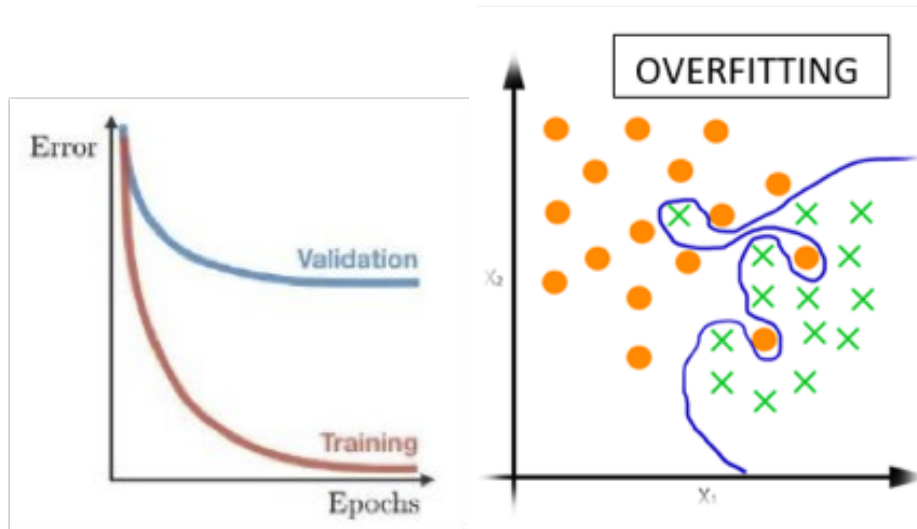 Error
Validation
Training
Epochs
OVERFITTING
X₂
X₁